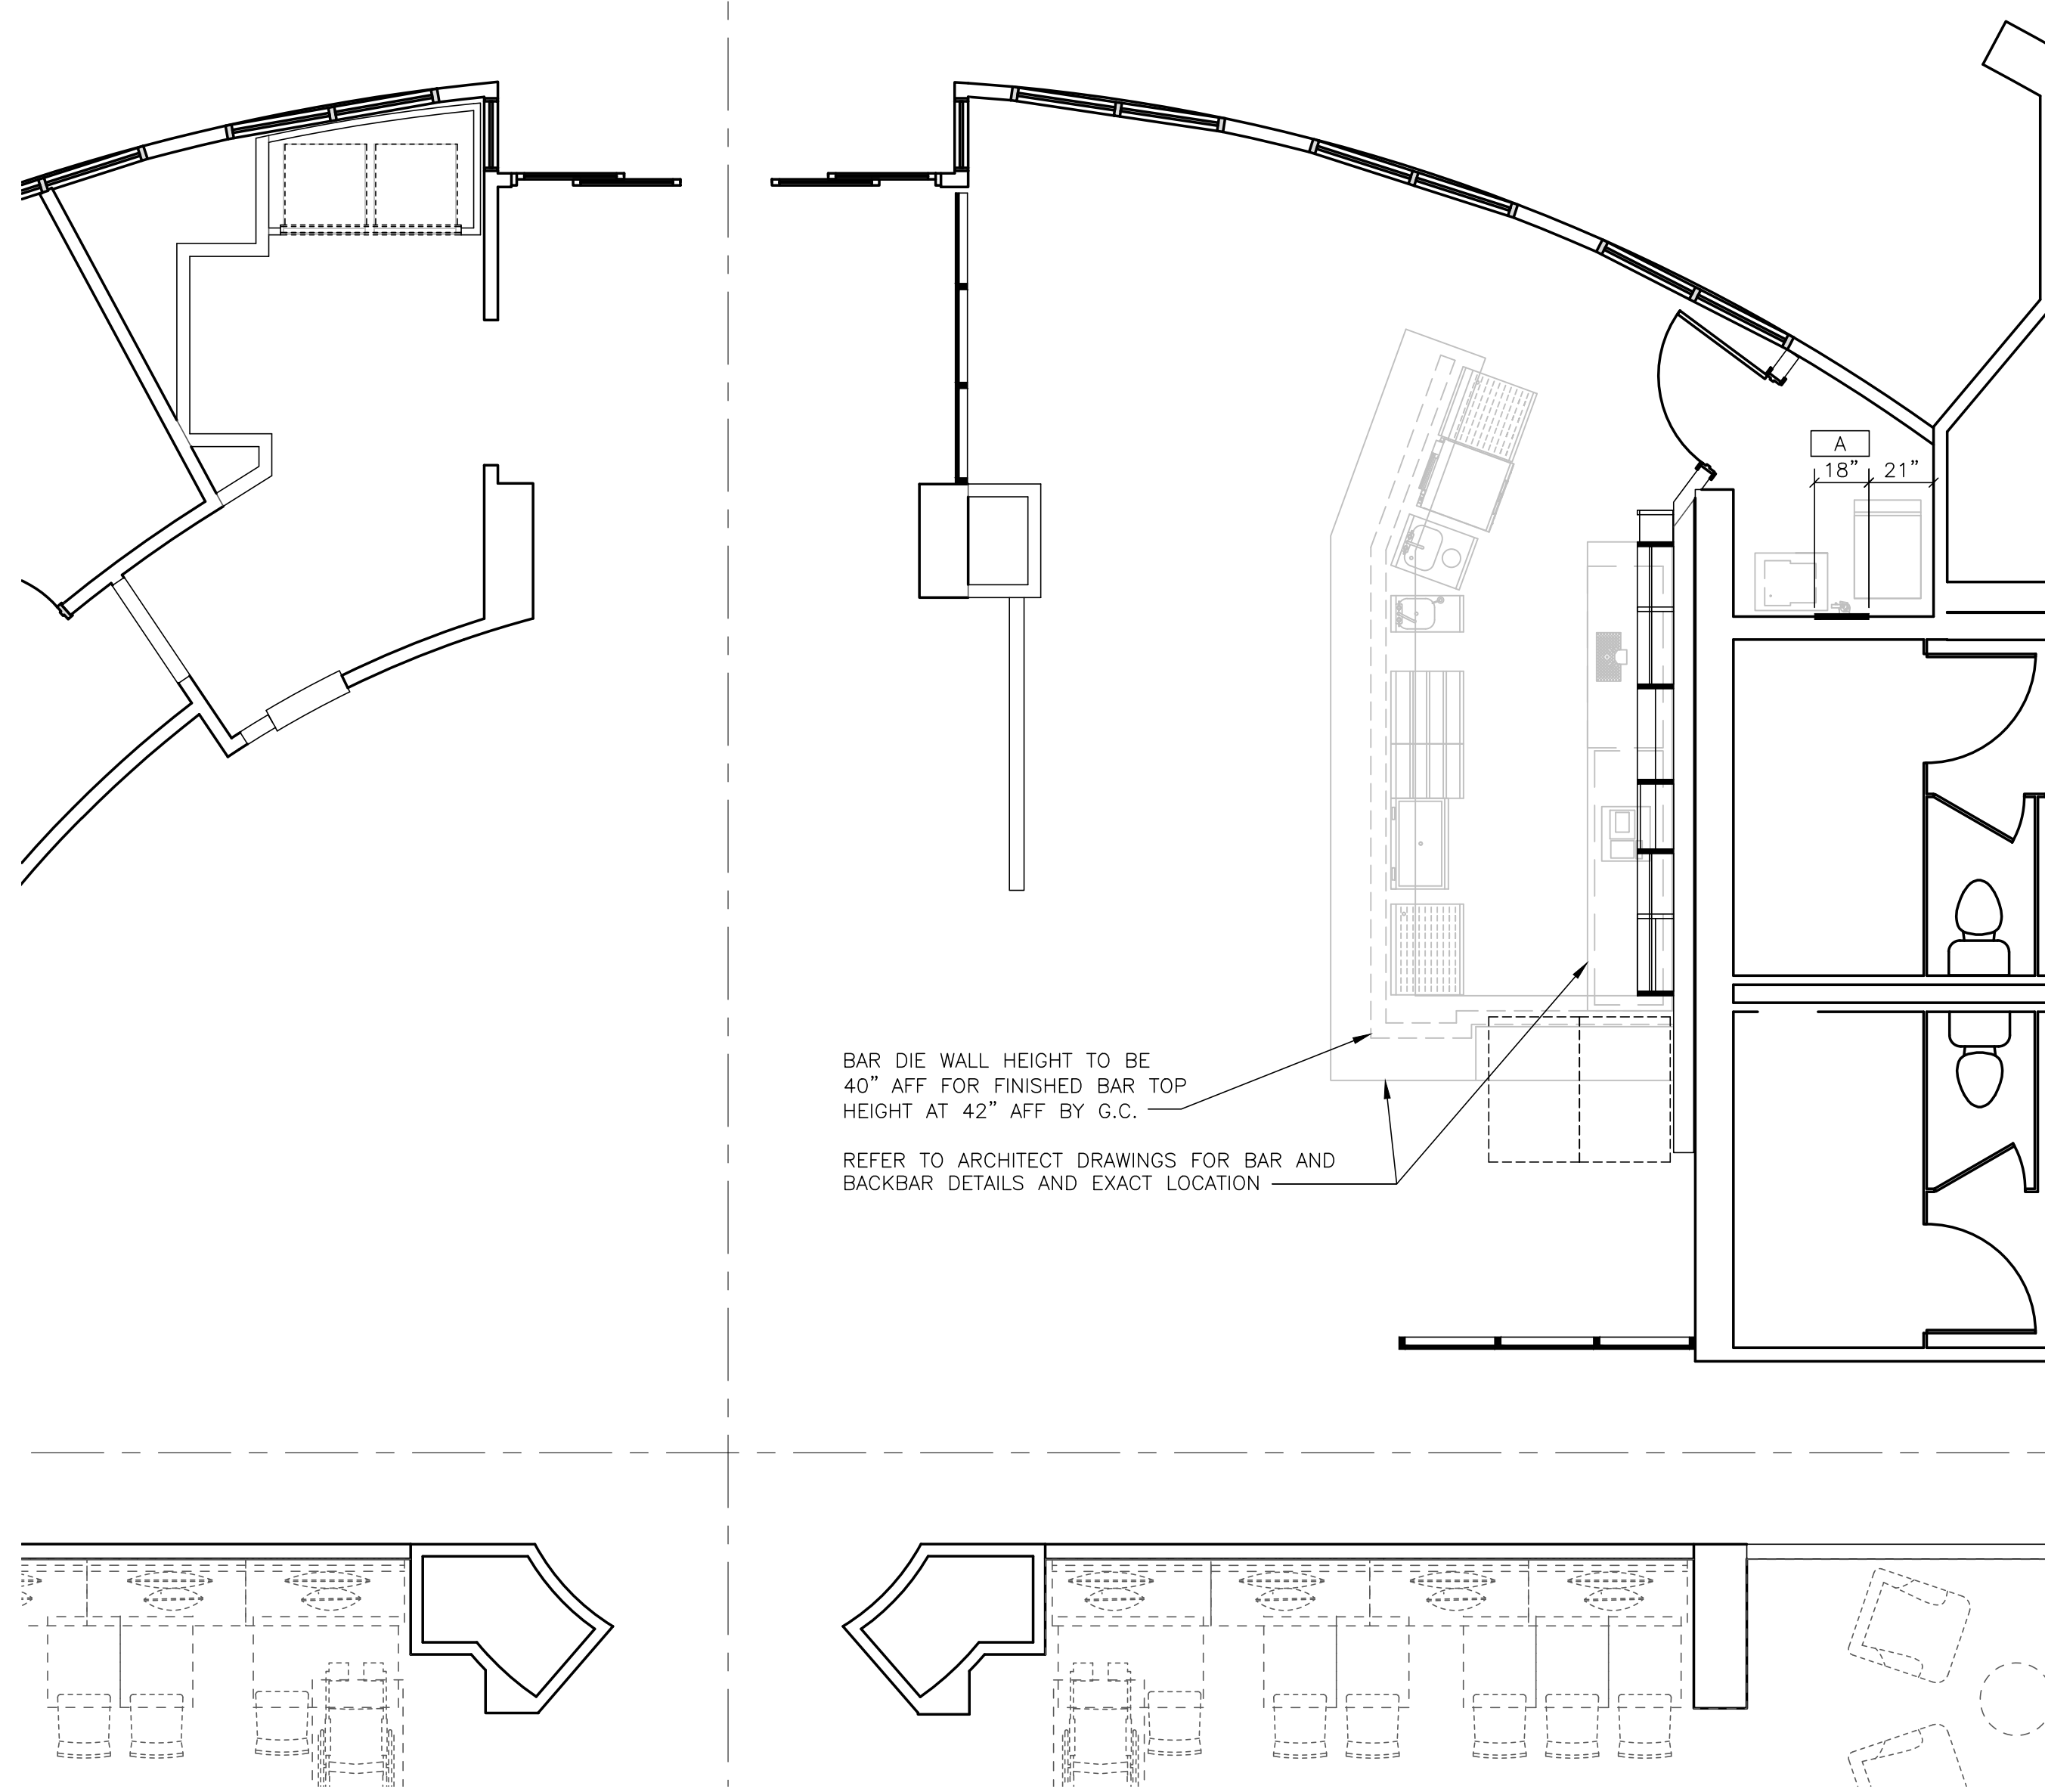 A
18” 21”
BAR DIE WALL HEIGHT TO BE
40” AFF FOR FINISHED BAR TOP
HEIGHT AT 42” AFF BY G.C.
REFER TO ARCHITECT DRAWINGS FOR BAR AND
BACKBAR DETAILS AND EXACT LOCATION